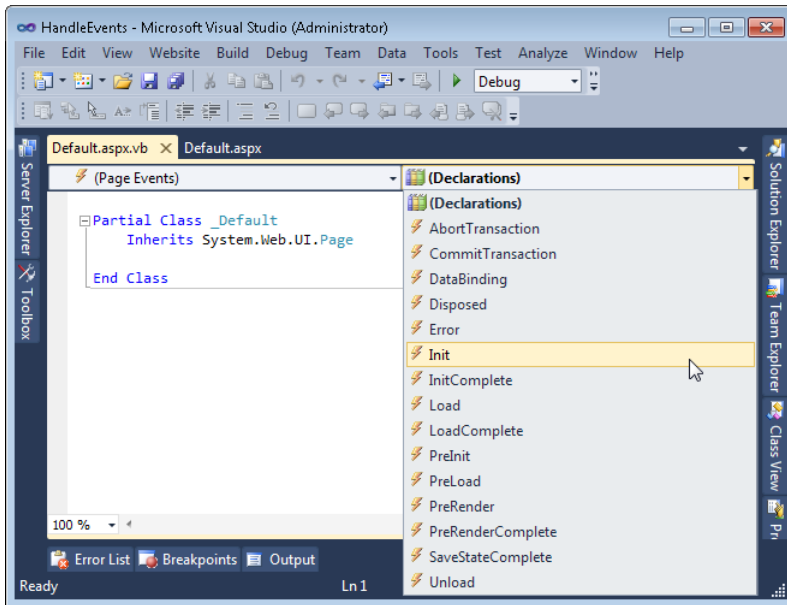 HandleEvents - Microsoft Visual Studio (Administrator)
File Edit View Website Build Debug Team Data Tools Test Analyze Window Help
Debug
Default.aspx.vb Default.aspx
(Page Events)
(Declarations)
Partial Class _Default
Inherits System.Web.UI.Page
End Class
(Declarations)
AbortTransaction
CommitTransaction
DataBinding
Disposed
Error
Init
InitComplete
Load
LoadComplete
PreInit
PreLoad
PreRender
PreRenderComplete
SaveStateComplete
Unload
Server Explorer
Toolbox
Solution Explorer
Team Explorer
Class View
100 %
Error List Breakpoints Output
Ready Ln 1